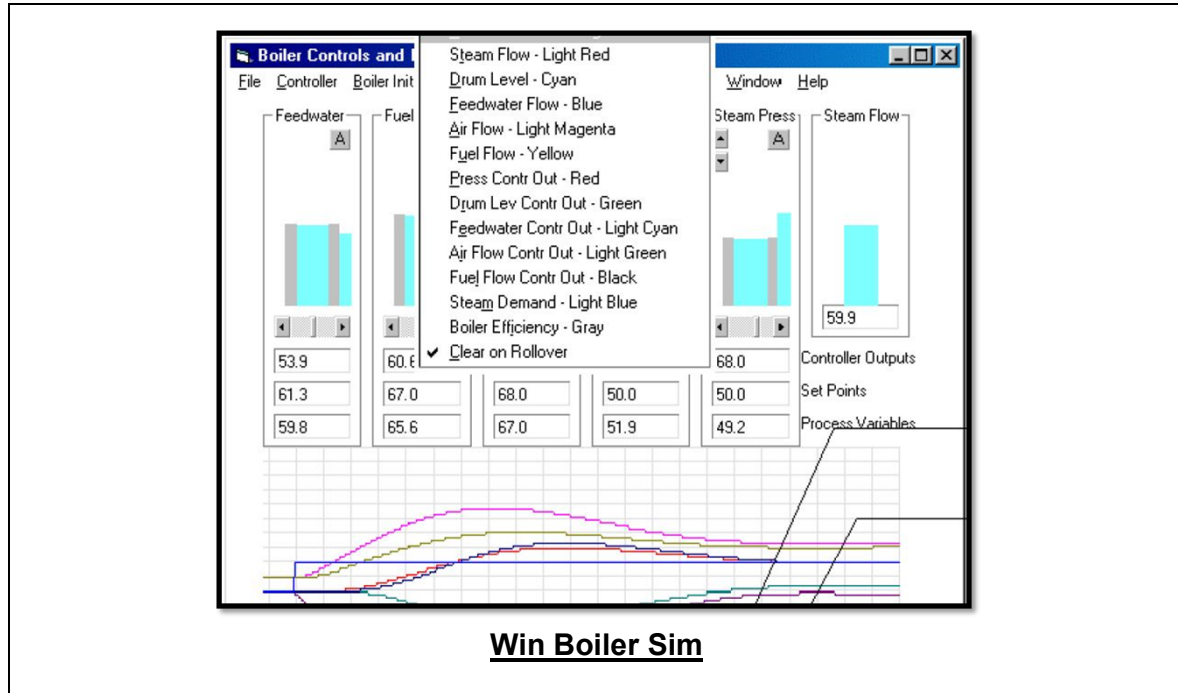 Boiler Controls and
File Controller Boiler Init Window Help
Steam Flow - Light Red
Drum Level - Cyan
Feedwater Flow - Blue
Air Flow - Light Magenta
Fuel Flow - Yellow
Press Contr Out - Red
Drum Lev Contr Out - Green
Feedwater Contr Out - Light Cyan
Air Flow Contr Out - Light Green
Fuel Flow Contr Out - Black
Steam Demand - Light Blue
Boiler Efficiency - Gray
Clear on Rollover
Feedwater Fuel Steam Press Steam Flow
A A
59.9
53.9 60.6 68.0 Controller Outputs
61.3 67.0 68.0 50.0 50.0 Set Points
59.8 65.6 67.0 51.9 49.2 Process Variables
Win Boiler Sim